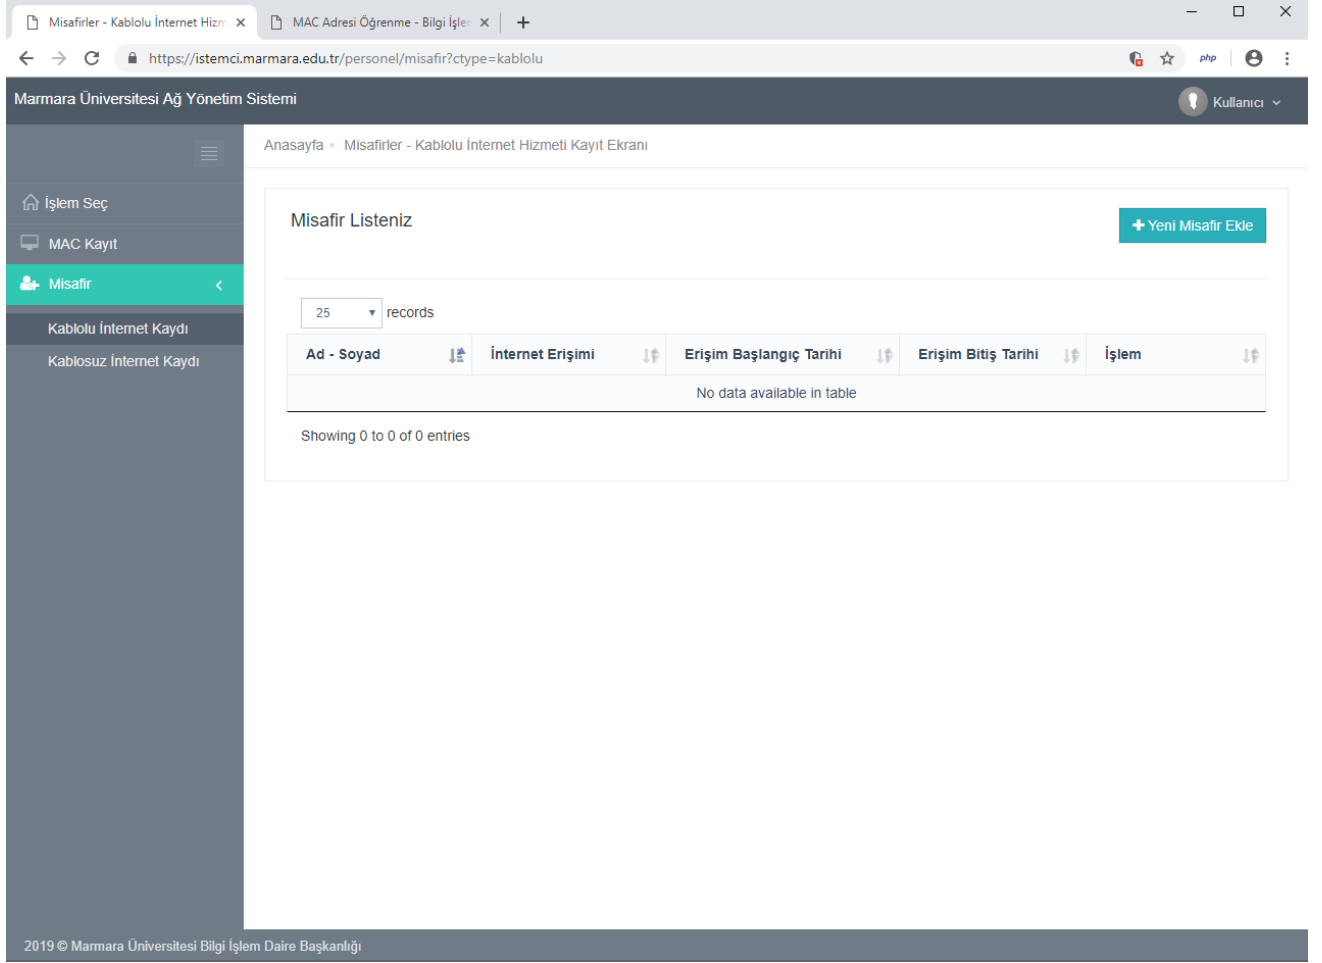 Misafirler - Kablolu İnternet Hizm
MAC Adresi Öğrenme - Bilgi İşler
https://istemci.marmara.edu.tr/personel/misafir?ctype=kablolu
php
Marmara Üniversitesi Ağ Yönetim Sistemi
Kullanıcı
Anasayfa • Misafirler - Kablolu İnternet Hizmeti Kayıt Ekranı
İşlem Seç
MAC Kayıt
Misafir
Kablolu İnternet Kaydı
Kablosuz İnternet Kaydı
Misafir Listeniz
+ Yeni Misafir Ekle
25 records
Ad - Soyad İnternet Erişimi Erişim Başlangıç Tarihi Erişim Bitiş Tarihi İşlem
No data available in table
Showing 0 to 0 of 0 entries
2019 © Marmara Üniversitesi Bilgi İşlem Daire Başkanlığı